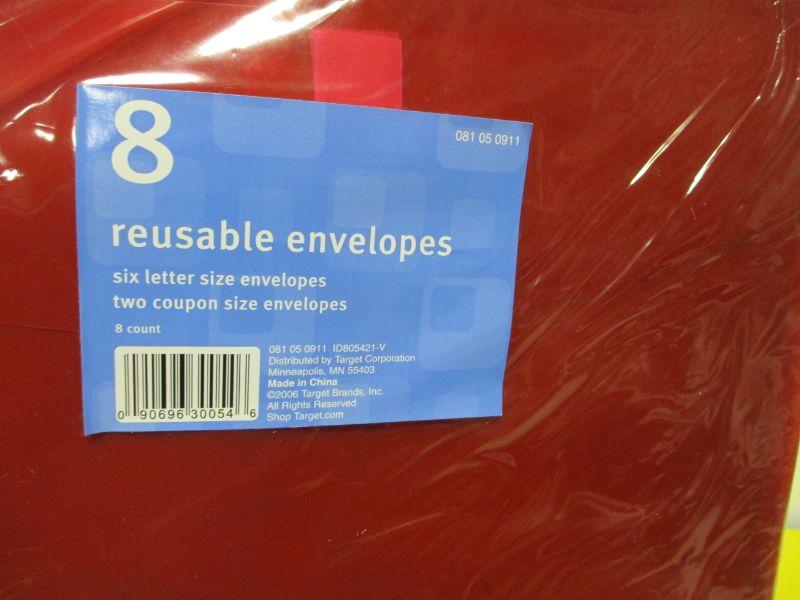 8
081 05 0911
reusable envelopes
six letter size envelopes
two coupon size envelopes
8 count
081 05 0911 ID805421-V
Distributed by Target Corporation
Minneapolis, MN 55403
Made in China
©2006 Target Brands, Inc.
All Rights Reserved
Shop Target.com
0 90696 30054 6